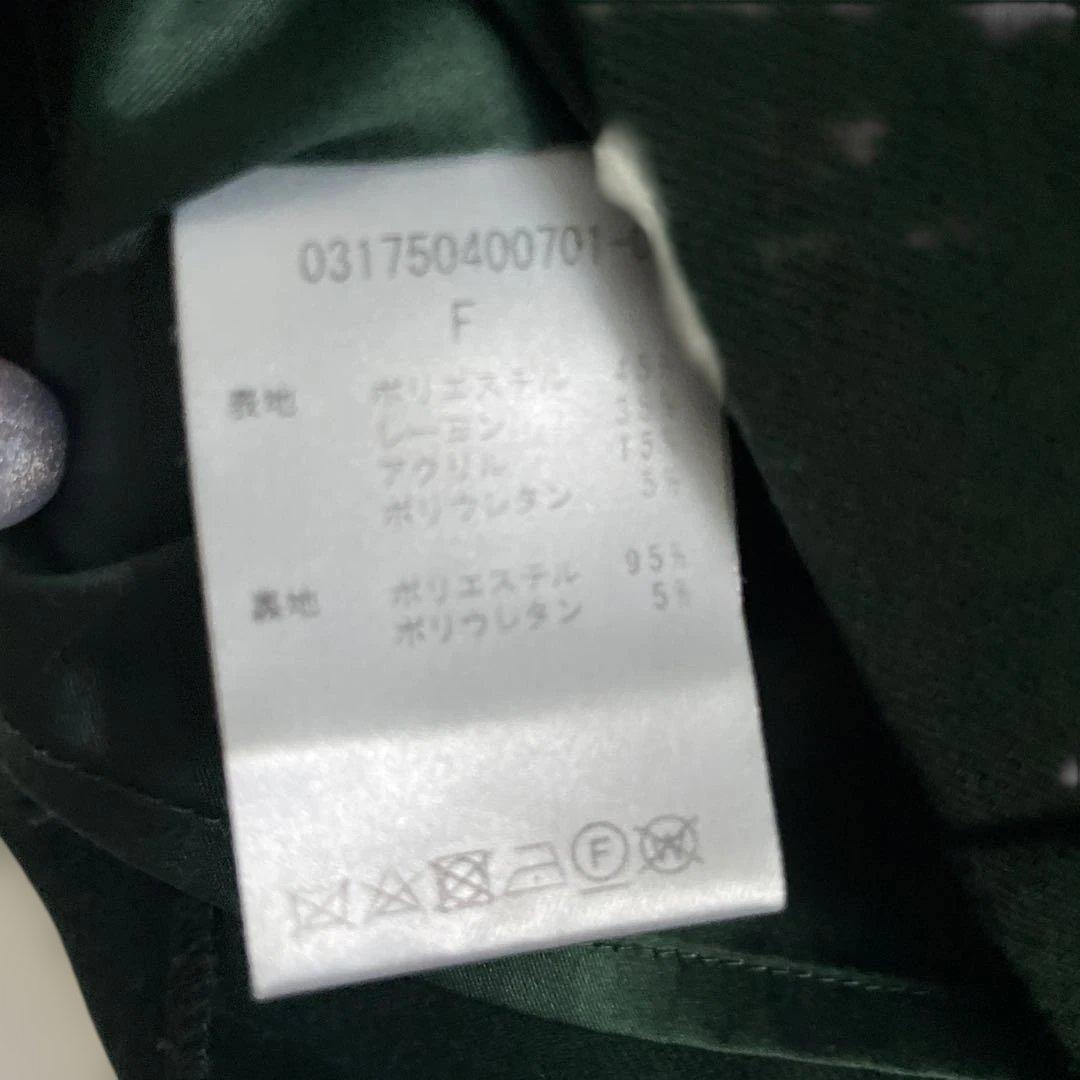 031750400701-
F
表地 ポリエステル
レーヨン
アクリル 15%
ポリウレタン 5%
裏地 ポリエステル 95%
ポリウレタン 5%
F W